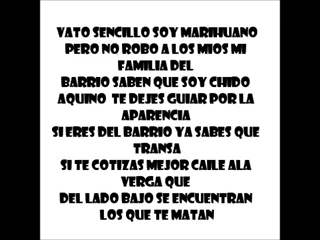 VATO SENCILLO SOY MARIHUANO
PERO NO ROBO A LOS MIOS MI
FAMILIA DEL
BARRIO SABEN QUE SOY CHIDO
AQUINO TE DEJES GUIAR POR LA
APARIENCIA
SI ERES DEL BARRIO YA SABES QUE
TRANSA
SI TE COTIZAS MEJOR CAILE ALA
VERGA QUE
DEL LADO BAJO SE ENCUENTRAN
LOS QUE TE MATAN